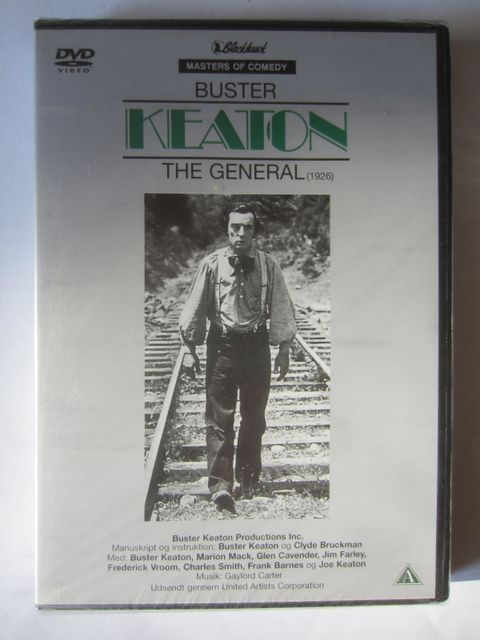 DVD
VIDEO
Blackhawk
MASTERS OF COMEDY
BUSTER
KEATON
THE GENERAL (1926)
Buster Keaton Productions Inc.
Manuskript og instruktion: Buster Keaton og Clyde Bruckman
Med: Buster Keaton, Marion Mack, Glen Cavender, Jim Farley,
Frederick Vroom, Charles Smith, Frank Barnes og Joe Keaton
Musik: Gaylord Carter
Udsendt gennem United Artists Corporation
A